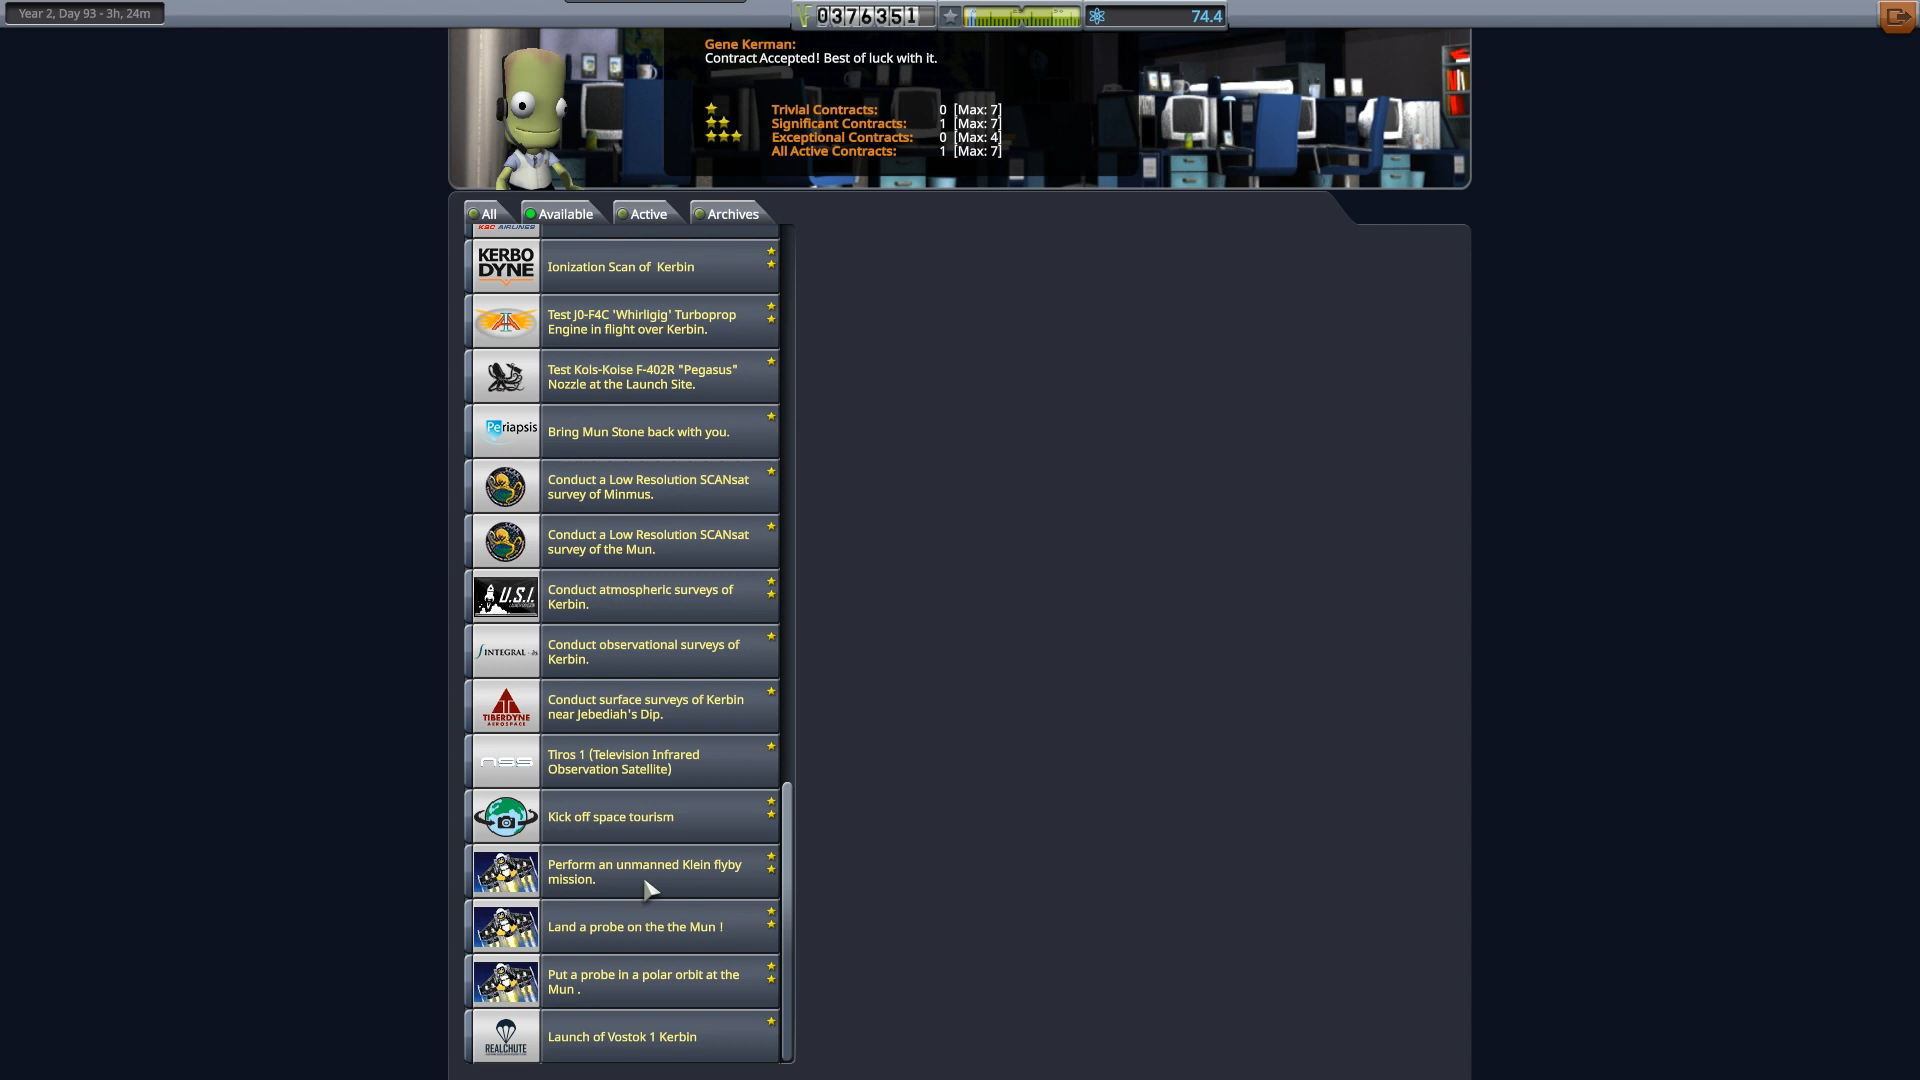 Year 2, Day 93 - 3h, 24m
0376351
74.4
Gene Kerman:
Contract Accepted! Best of luck with it.
Trivial Contracts: 0 [Max: 7]
Significant Contracts: 1 [Max: 7]
Exceptional Contracts: 0 [Max: 4]
All Active Contracts: 1 [Max: 7]
All
Available
Active
Archives
KSC AIRLINES
KERBO
DYNE
Ionization Scan of  Kerbin
Test J0-F4C 'Whirligig' Turboprop
Engine in flight over Kerbin.
Test Kols-Koise F-402R "Pegasus"
Nozzle at the Launch Site.
Periapsis
Bring Mun Stone back with you.
Conduct a Low Resolution SCANsat
survey of Minmus.
Conduct a Low Resolution SCANsat
survey of the Mun.
U.S.I.
Conduct atmospheric surveys of
Kerbin.
INTEGRAL
Conduct observational surveys of
Kerbin.
TIBERDYNE
AEROSPACE
Conduct surface surveys of Kerbin
near Jebediah's Dip.
nss
Tiros 1 (Television Infrared
Observation Satellite)
Kick off space tourism
Perform an unmanned Klein flyby
mission.
Land a probe on the the Mun !
Put a probe in a polar orbit at the
Mun .
REALCHUTE
Launch of Vostok 1 Kerbin